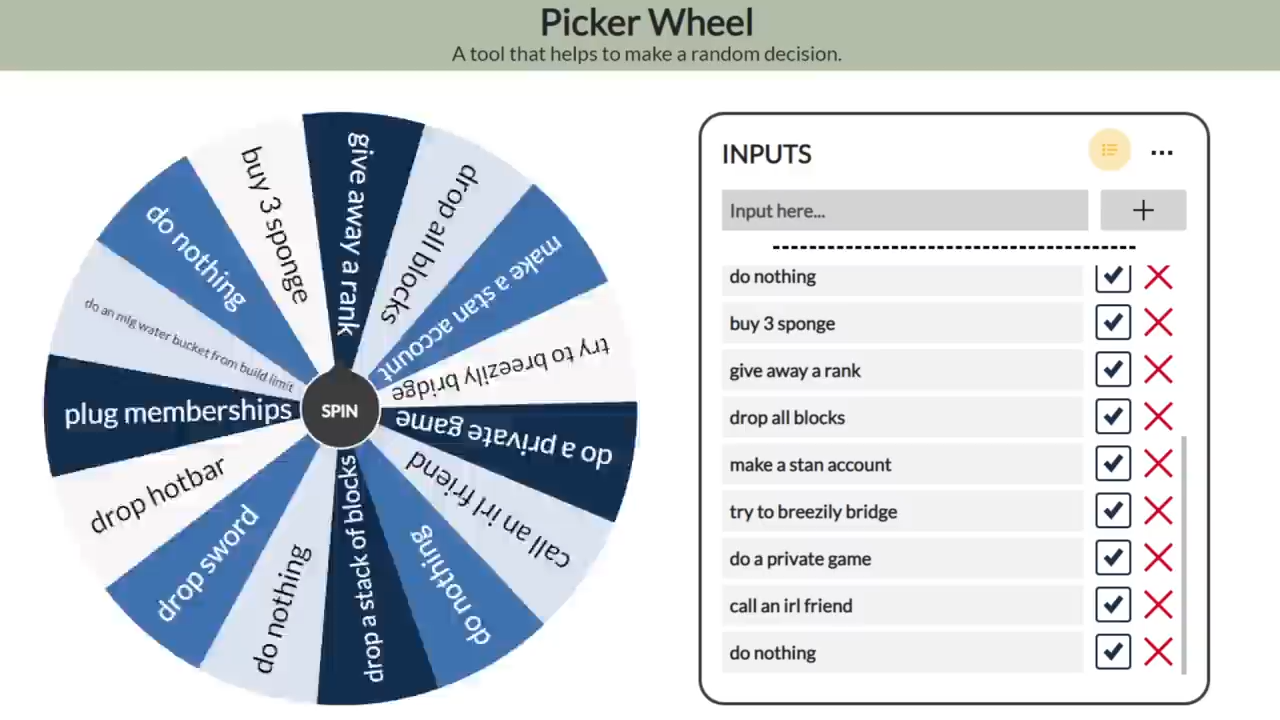 Picker Wheel
A tool that helps to make a random decision.
give away a rank
drop all blocks
make a stan account
try to breezily bridge
do a private game
call an irl friend
do nothing
drop a stack of blocks
do nothing
drop sword
drop hotbar
plug memberships
do an mlg water bucket from build limit
do nothing
buy 3 sponge
SPIN
INPUTS
Input here...
do nothing
buy 3 sponge
give away a rank
drop all blocks
make a stan account
try to breezily bridge
do a private game
call an irl friend
do nothing